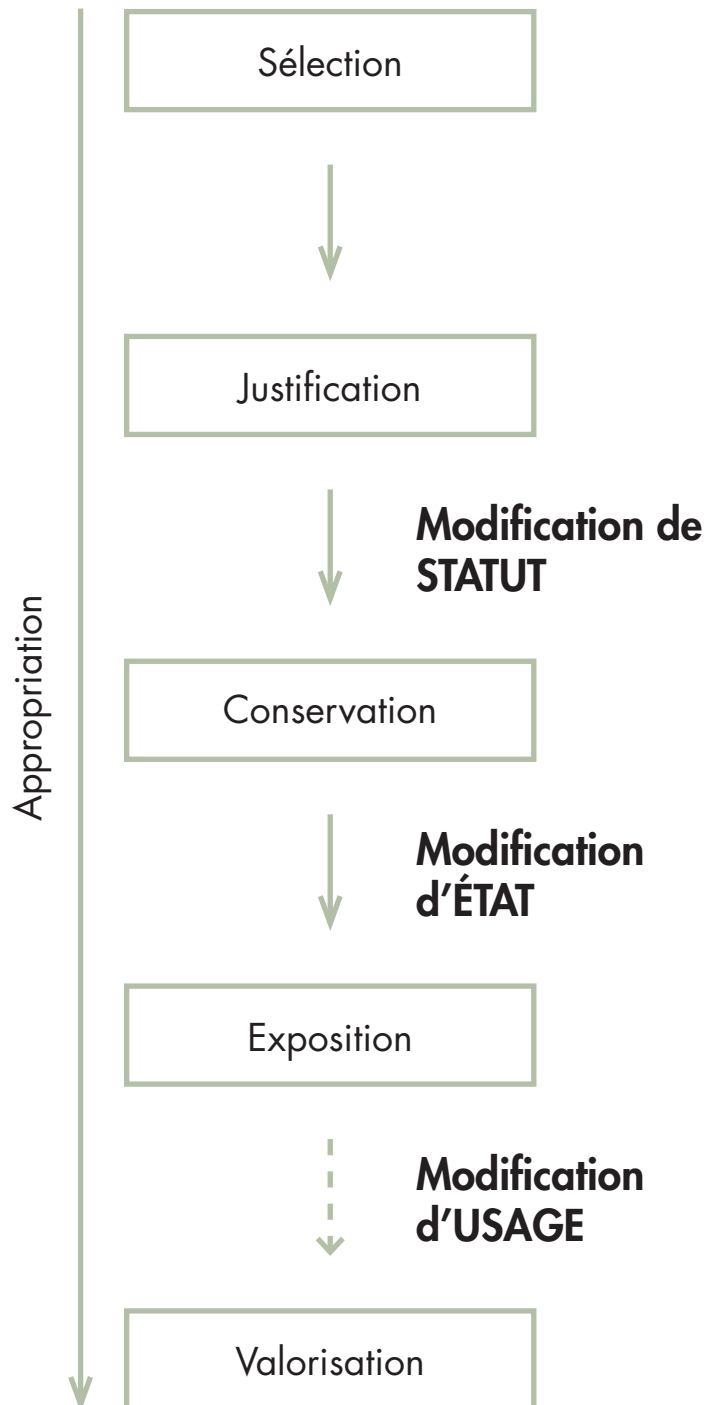 Sélection
Justification
Modification de
STATUT
Appropriation
Conservation
Modification
d’ÉTAT
Exposition
Modification
d’USAGE
Valorisation